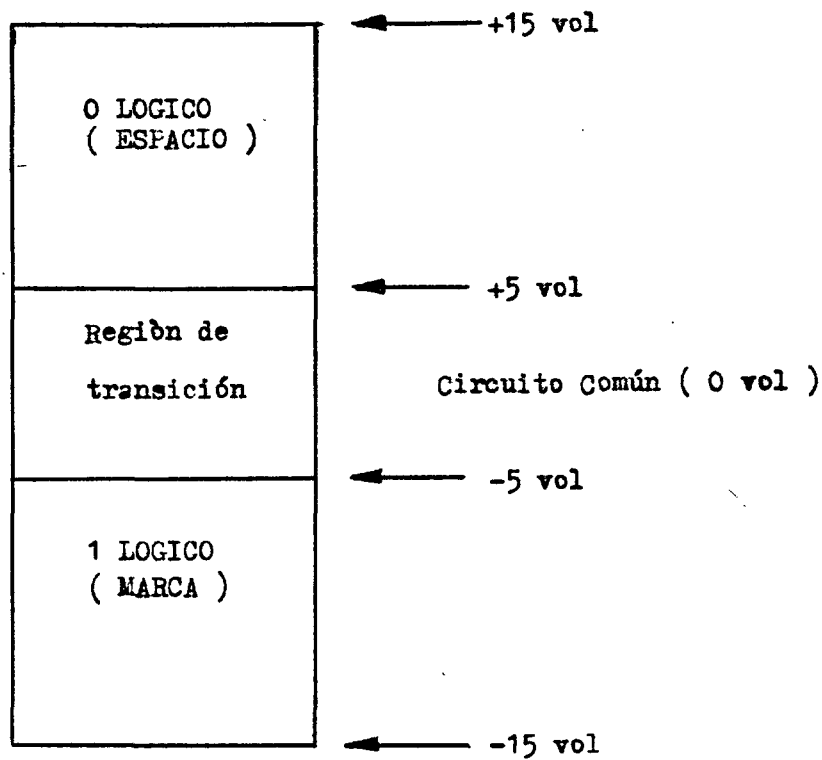 +15 vol
0 LOGICO
( ESPACIO )
+5 vol
Regiòn de
transición
Circuito Común ( 0 vol )
-5 vol
1 LOGICO
( MARCA )
-15 vol